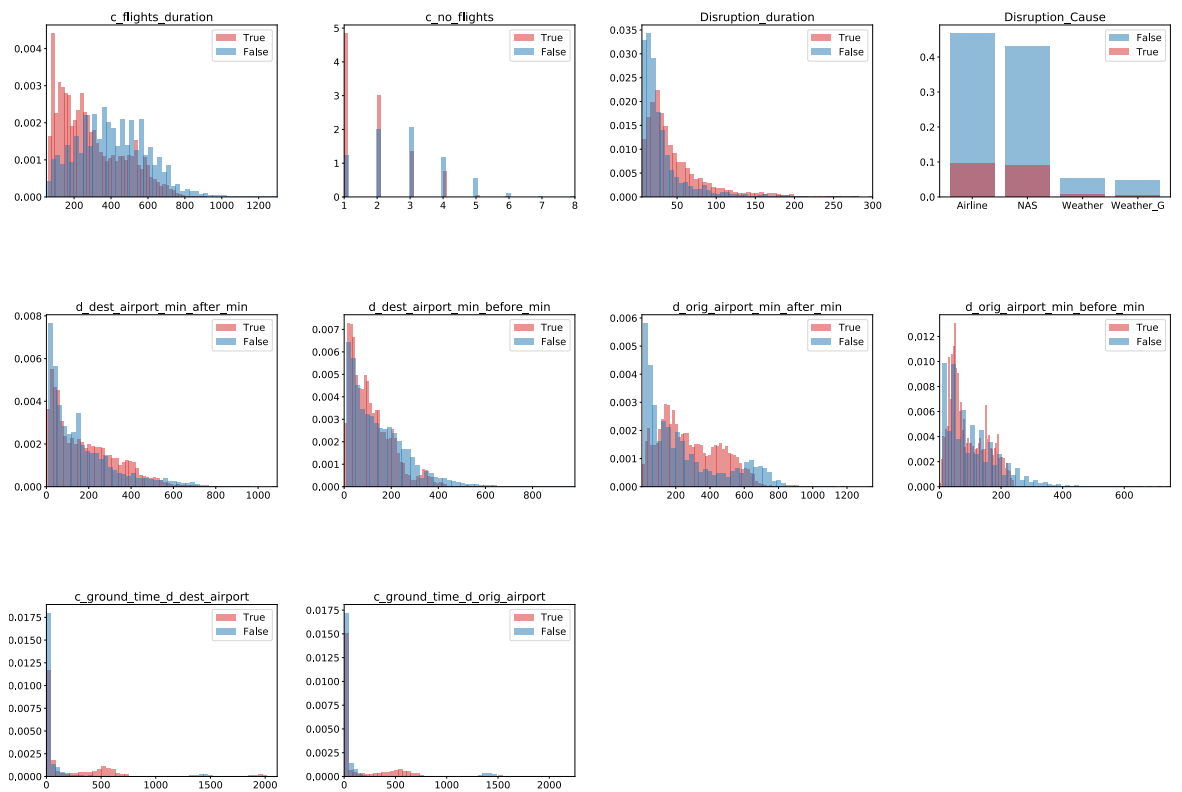 c_flights_duration
True
False
0.004
0.003
0.002
0.001
0.000
200 400 600 800 1000 1200
c_no_flights
True
False
5
4
3
2
1
0
1 2 3 4 5 6 7 8
Disruption_duration
True
False
0.035
0.030
0.025
0.020
0.015
0.010
0.005
0.000
50 100 150 200 250 300
Disruption_Cause
False
True
0.4
0.3
0.2
0.1
0.0
Airline NAS Weather Weather_G
d_dest_airport_min_after_min
True
False
0.008
0.006
0.004
0.002
0.000
0 200 400 600 800 1000
d_dest_airport_min_before_min
True
False
0.007
0.006
0.005
0.004
0.003
0.002
0.001
0.000
0 200 400 600 800
d_orig_airport_min_after_min
True
False
0.006
0.005
0.004
0.003
0.002
0.001
0.000
200 400 600 800 1000 1200
d_orig_airport_min_before_min
True
False
0.012
0.010
0.008
0.006
0.004
0.002
0.000
0 200 400 600
c_ground_time_d_dest_airport
True
False
0.0175
0.0150
0.0125
0.0100
0.0075
0.0050
0.0025
0.0000
0 500 1000 1500 2000
c_ground_time_d_orig_airport
True
False
0.0175
0.0150
0.0125
0.0100
0.0075
0.0050
0.0025
0.0000
0 500 1000 1500 2000